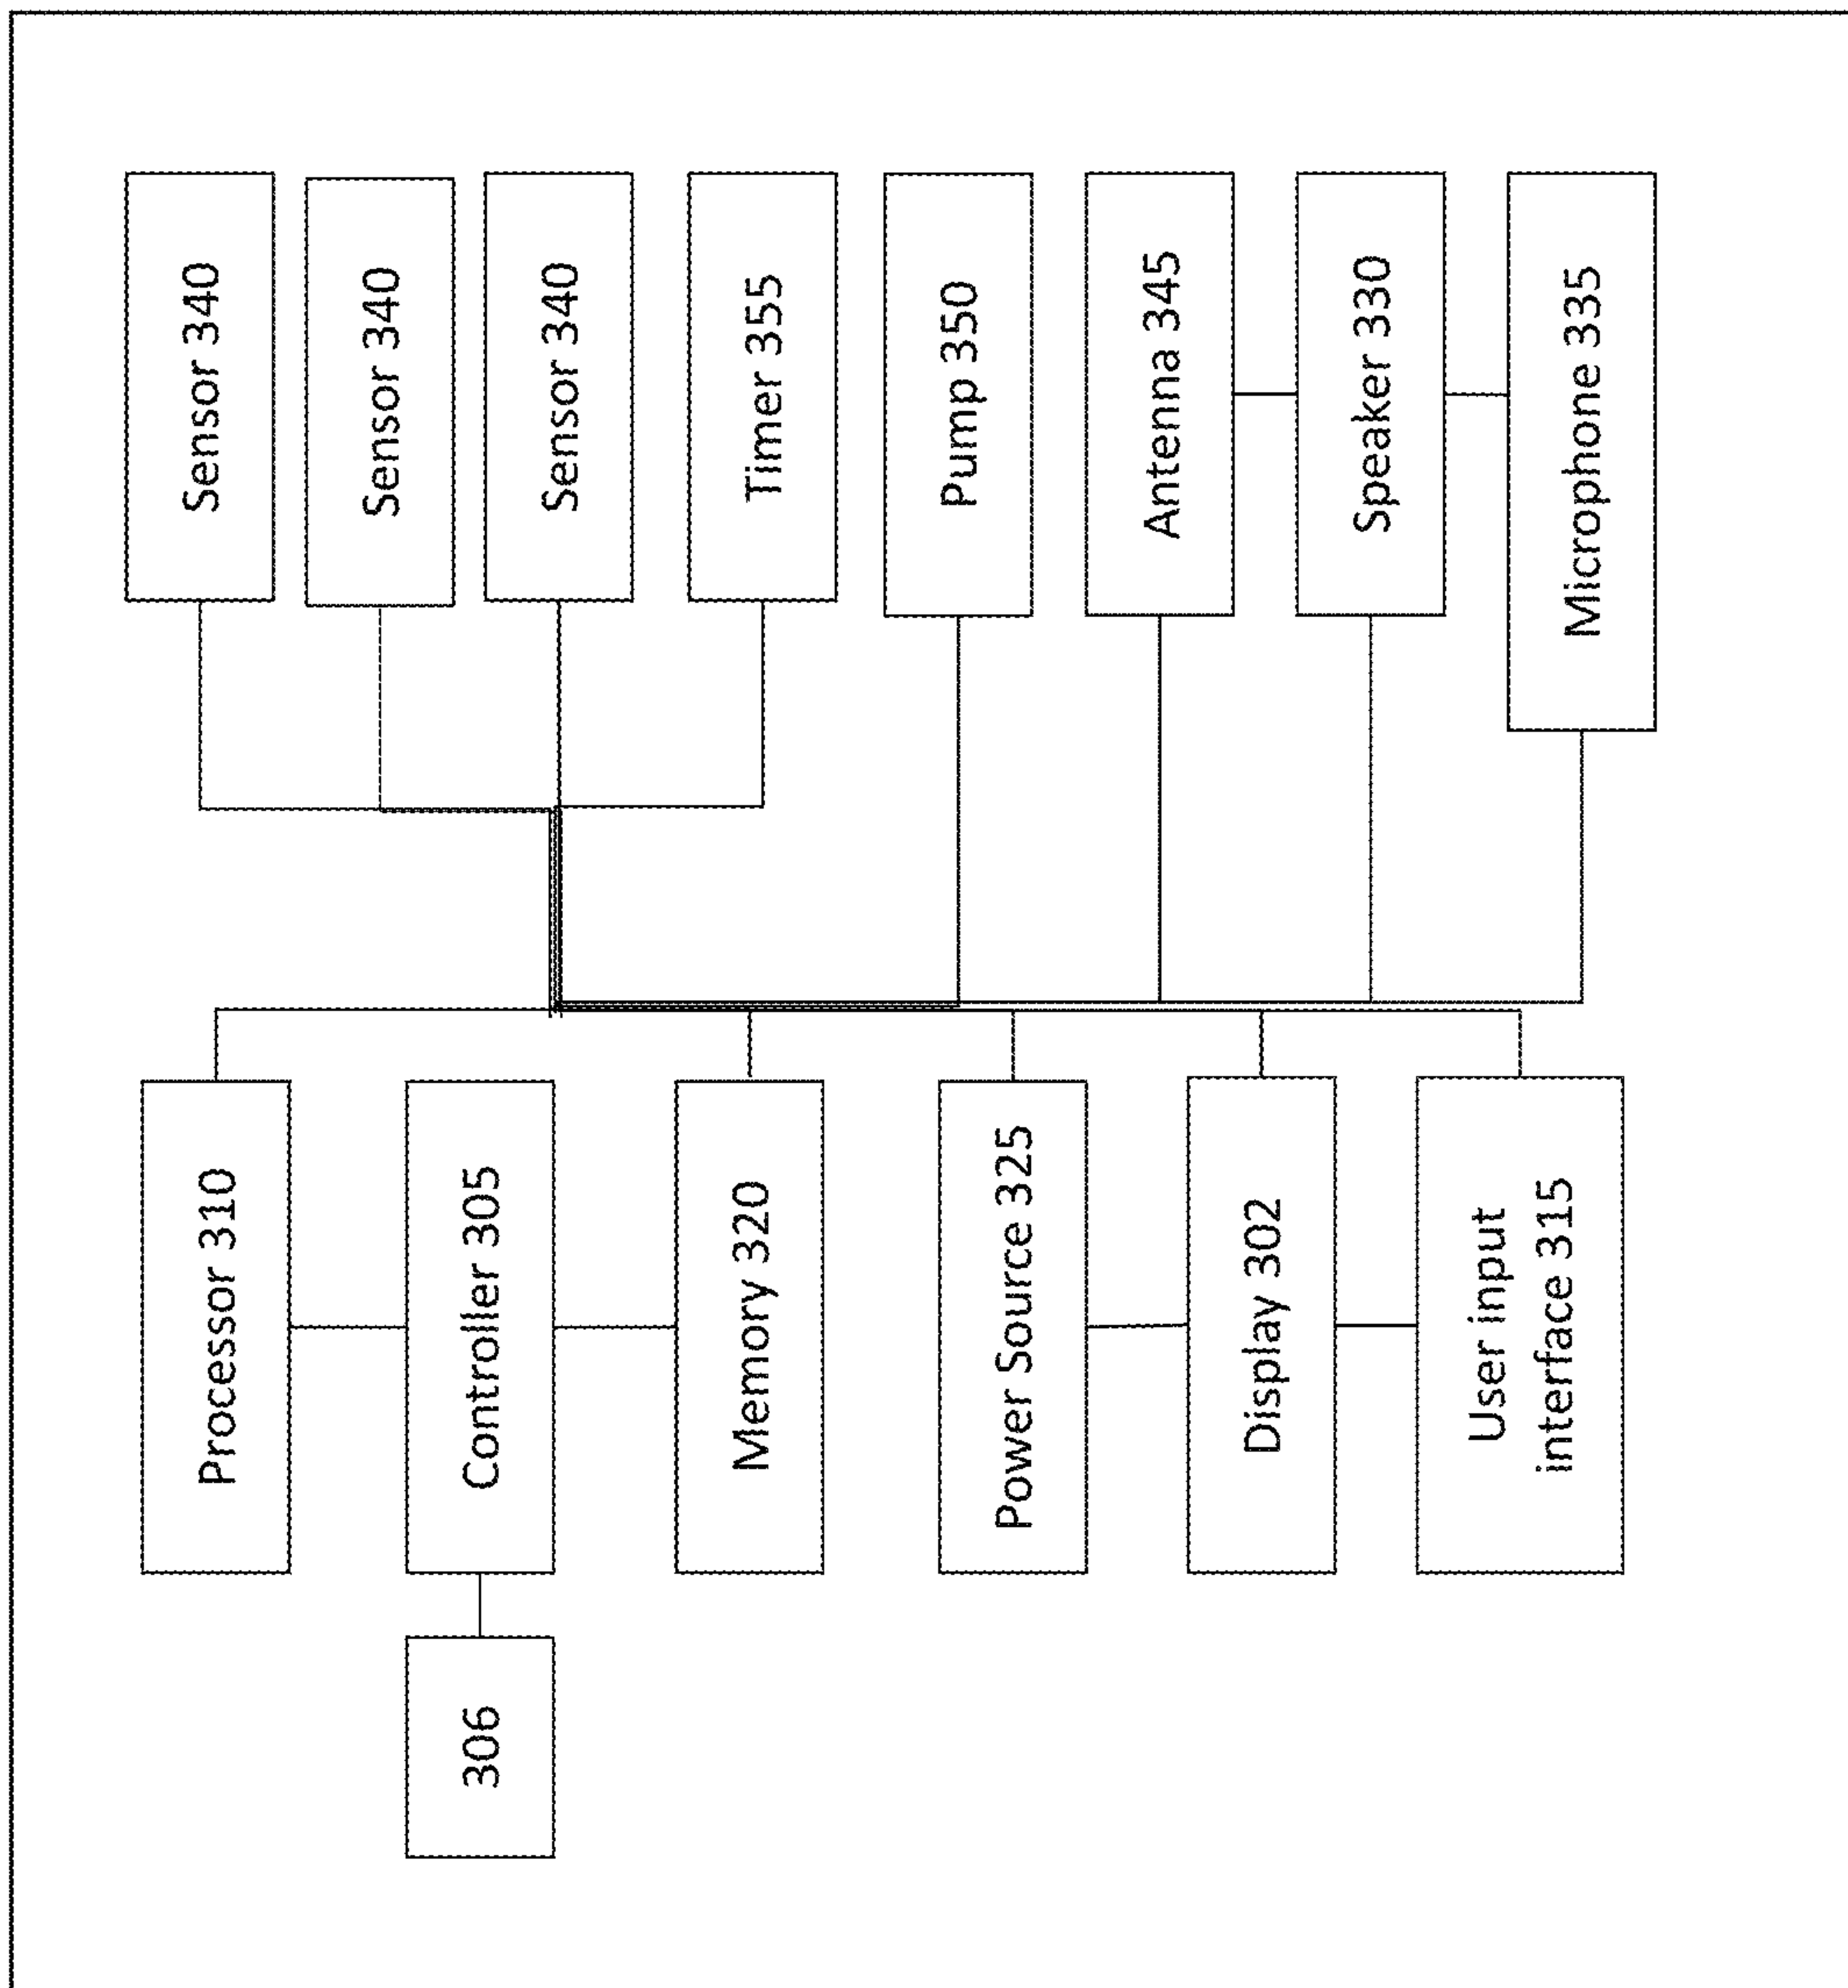 Sensor 340
Sensor 340
Sensor 340
Timer 355
Pump 350
Antenna 345
Speaker 330
Microphone 335
Processor 310
Controller 305
Memory 320
Power Source 325
Display 302
User input
interface 315
306